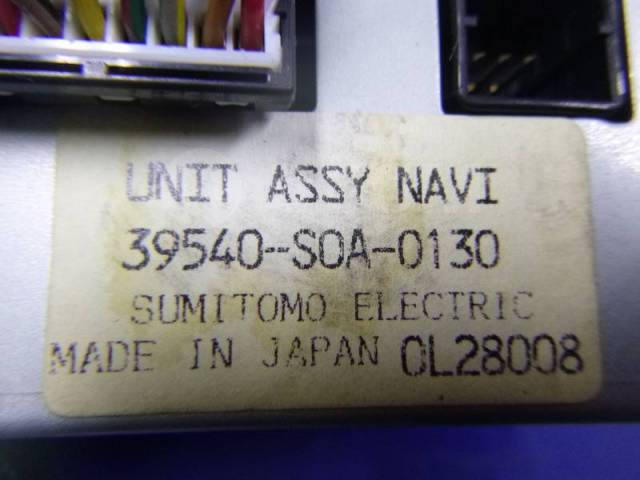 UNIT ASSY NAVI
39540-S0A-0130
SUMITOMO ELECTRIC
MADE IN JAPAN 0L28008